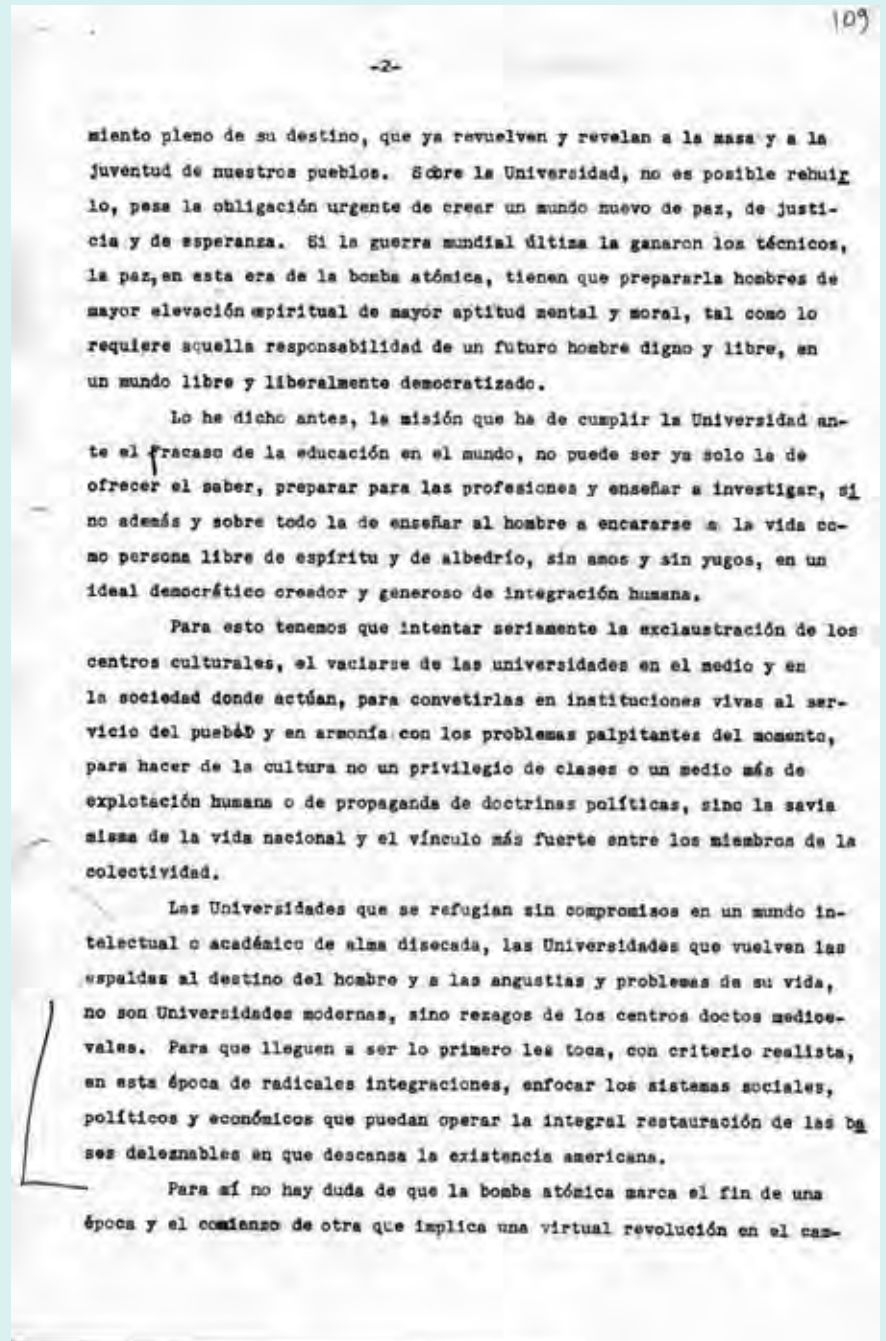 109
-2-
miento pleno de su destino, que ya revuelven y revelan a la masa y a la
juventud de nuestros pueblos. Sobre la Universidad, no es posible rehuir
lo, pesa la obligación urgente de crear un mundo nuevo de paz, de justi-
cia y de esperanza. Si la guerra mundial última la ganaron los técnicos,
la paz, en esta era de la bomba atómica, tienen que prepararla hombres de
mayor elevación epiritual de mayor aptitud mental y moral, tal como lo
requiere aquella responsabilidad de un futuro hombre digno y libre, en
un mundo libre y liberalmente democratizado.
Lo he dicho antes, la misión que ha de cumplir la Universidad an-
te el fracaso de la educación en el mundo, no puede ser ya solo la de
ofrecer el saber, preparar para las profesiones y enseñar a investigar, si
no además y sobre todo la de enseñar al hombre a encararse a la vida co-
mo persona libre de espíritu y de albedrío, sin amos y sin yugos, en un
ideal democrático creador y generoso de integración humana.
Para esto tenemos que intentar seriamente la exclaustración de los
centros culturales, el vaciarse de las universidades en el medio y en
la sociedad donde actúan, para convetirlas en instituciones vivas al ser-
vicio del pueblo y en armonía con los problemas palpitantes del momento,
para hacer de la cultura no un privilegio de clases o un medio más de
explotación humana o de propaganda de doctrinas políticas, sino la savia
misma de la vida nacional y el vínculo más fuerte entre los miembros de la
colectividad.
Las Universidades que se refugian sin compromisos en un mundo in-
telectual o académico de alma disecada, las Universidades que vuelven las
espaldas al destino del hombre y a las angustias y problemas de su vida,
no son Universidades modernas, sino rezagos de los centros doctos medioe-
vales. Para que lleguen a ser lo primero les toca, con criterio realista,
en esta época de radicales integraciones, enfocar los sistemas sociales,
políticos y económicos que puedan operar la integral restauración de las ba
ses deleznables en que descansa la existencia americana.
Para mí no hay duda de que la bomba atómica marca el fin de una
época y el comienzo de otra que implica una virtual revolución en el cam-